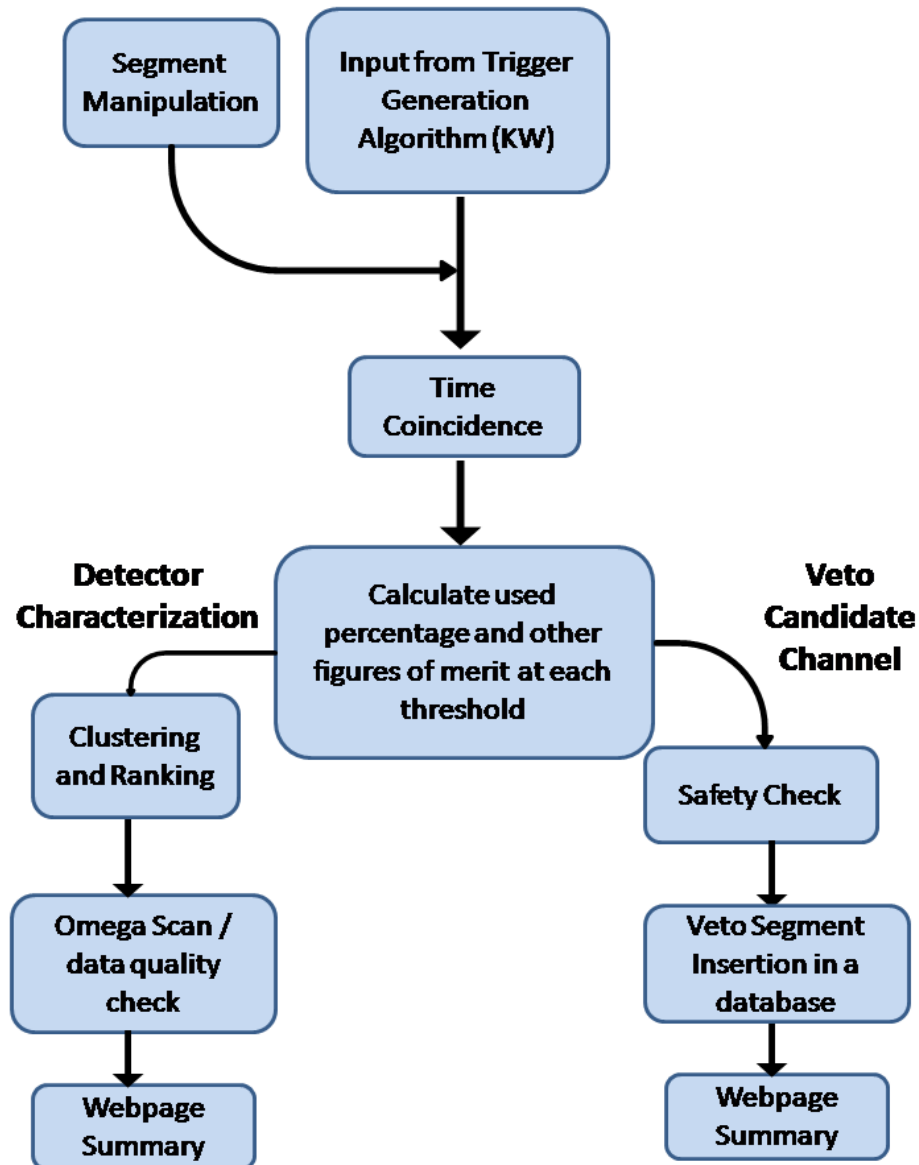 Segment
Manipulation
Input from Trigger
Generation
Algorithm (KW)
Time
Coincidence
Detector
Characterization
Calculate used
percentage and other
figures of merit at each
threshold
Veto
Candidate
Channel
Clustering
and Ranking
Safety Check
Omega Scan /
data quality
check
Veto Segment
Insertion in a
database
Webpage
Summary
Webpage
Summary